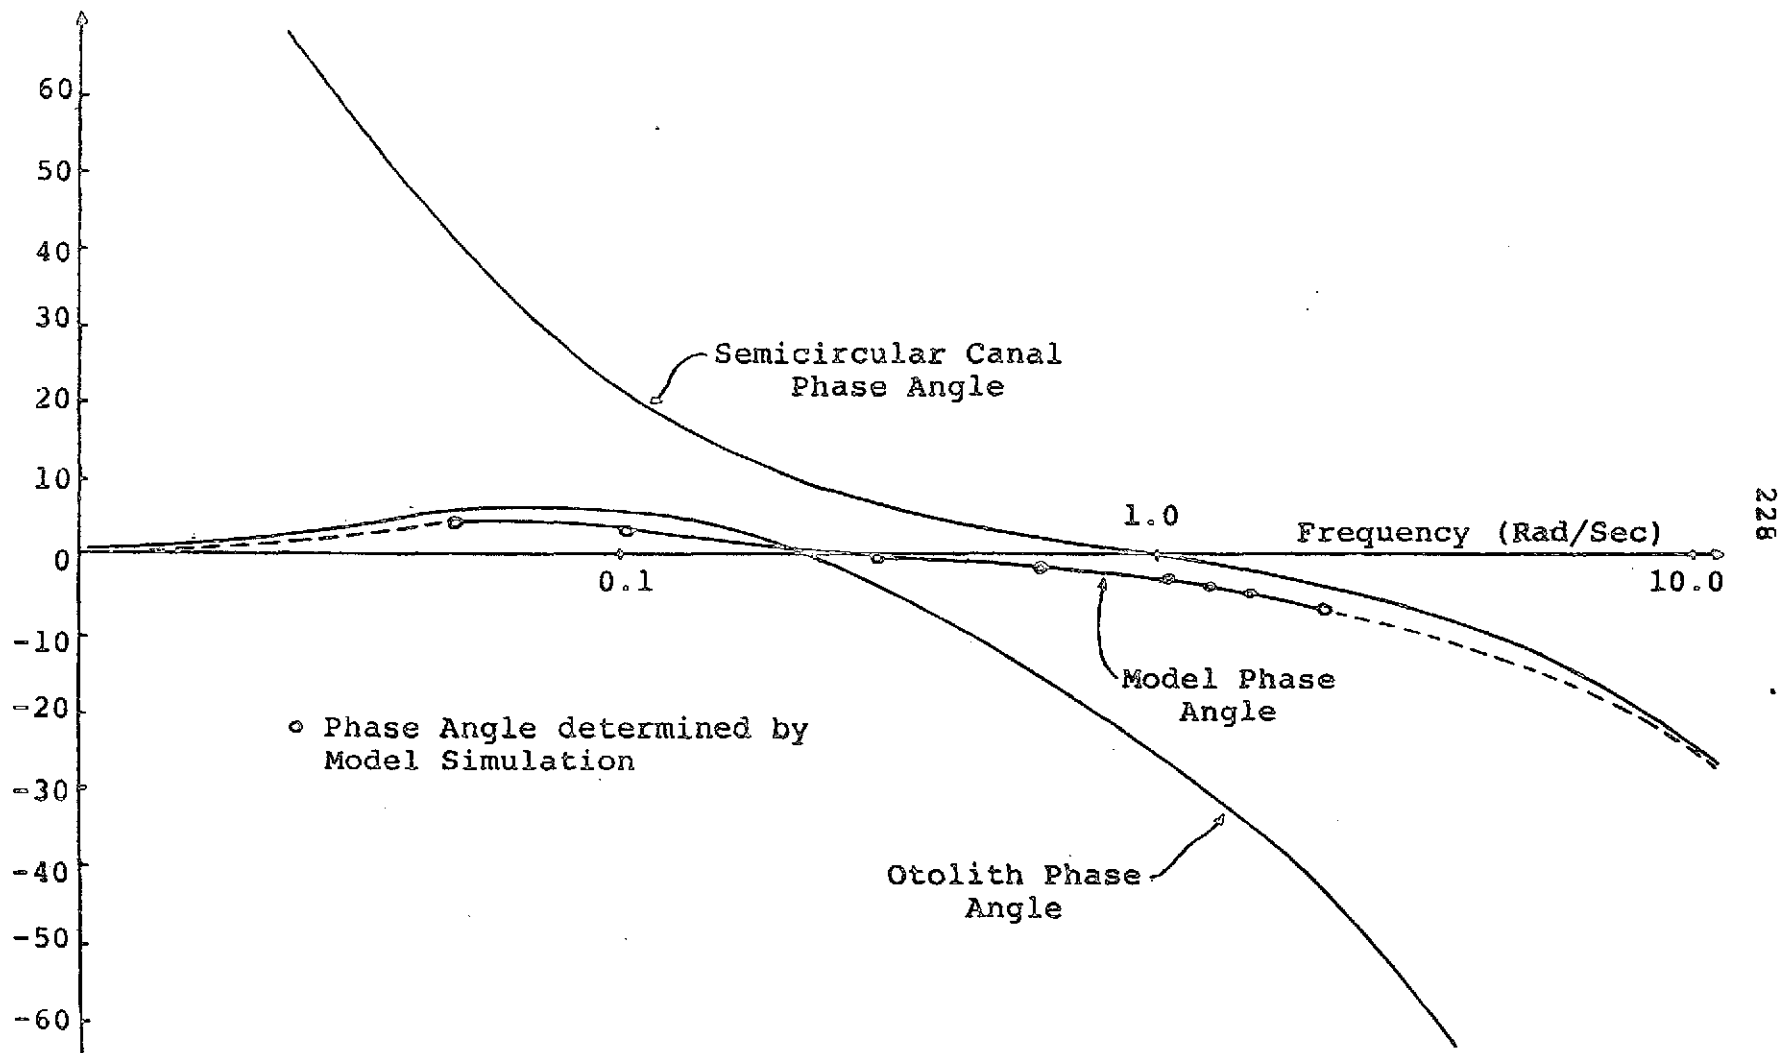 60
50
40
30
20
10
0
-10
-20
-30
-40
-50
-60
Semicircular Canal
Phase Angle
1.0
Frequency (Rad/Sec)
0.1
10.0
Model Phase
Angle
Phase Angle determined by
Model Simulation
Otolith Phase
Angle
228